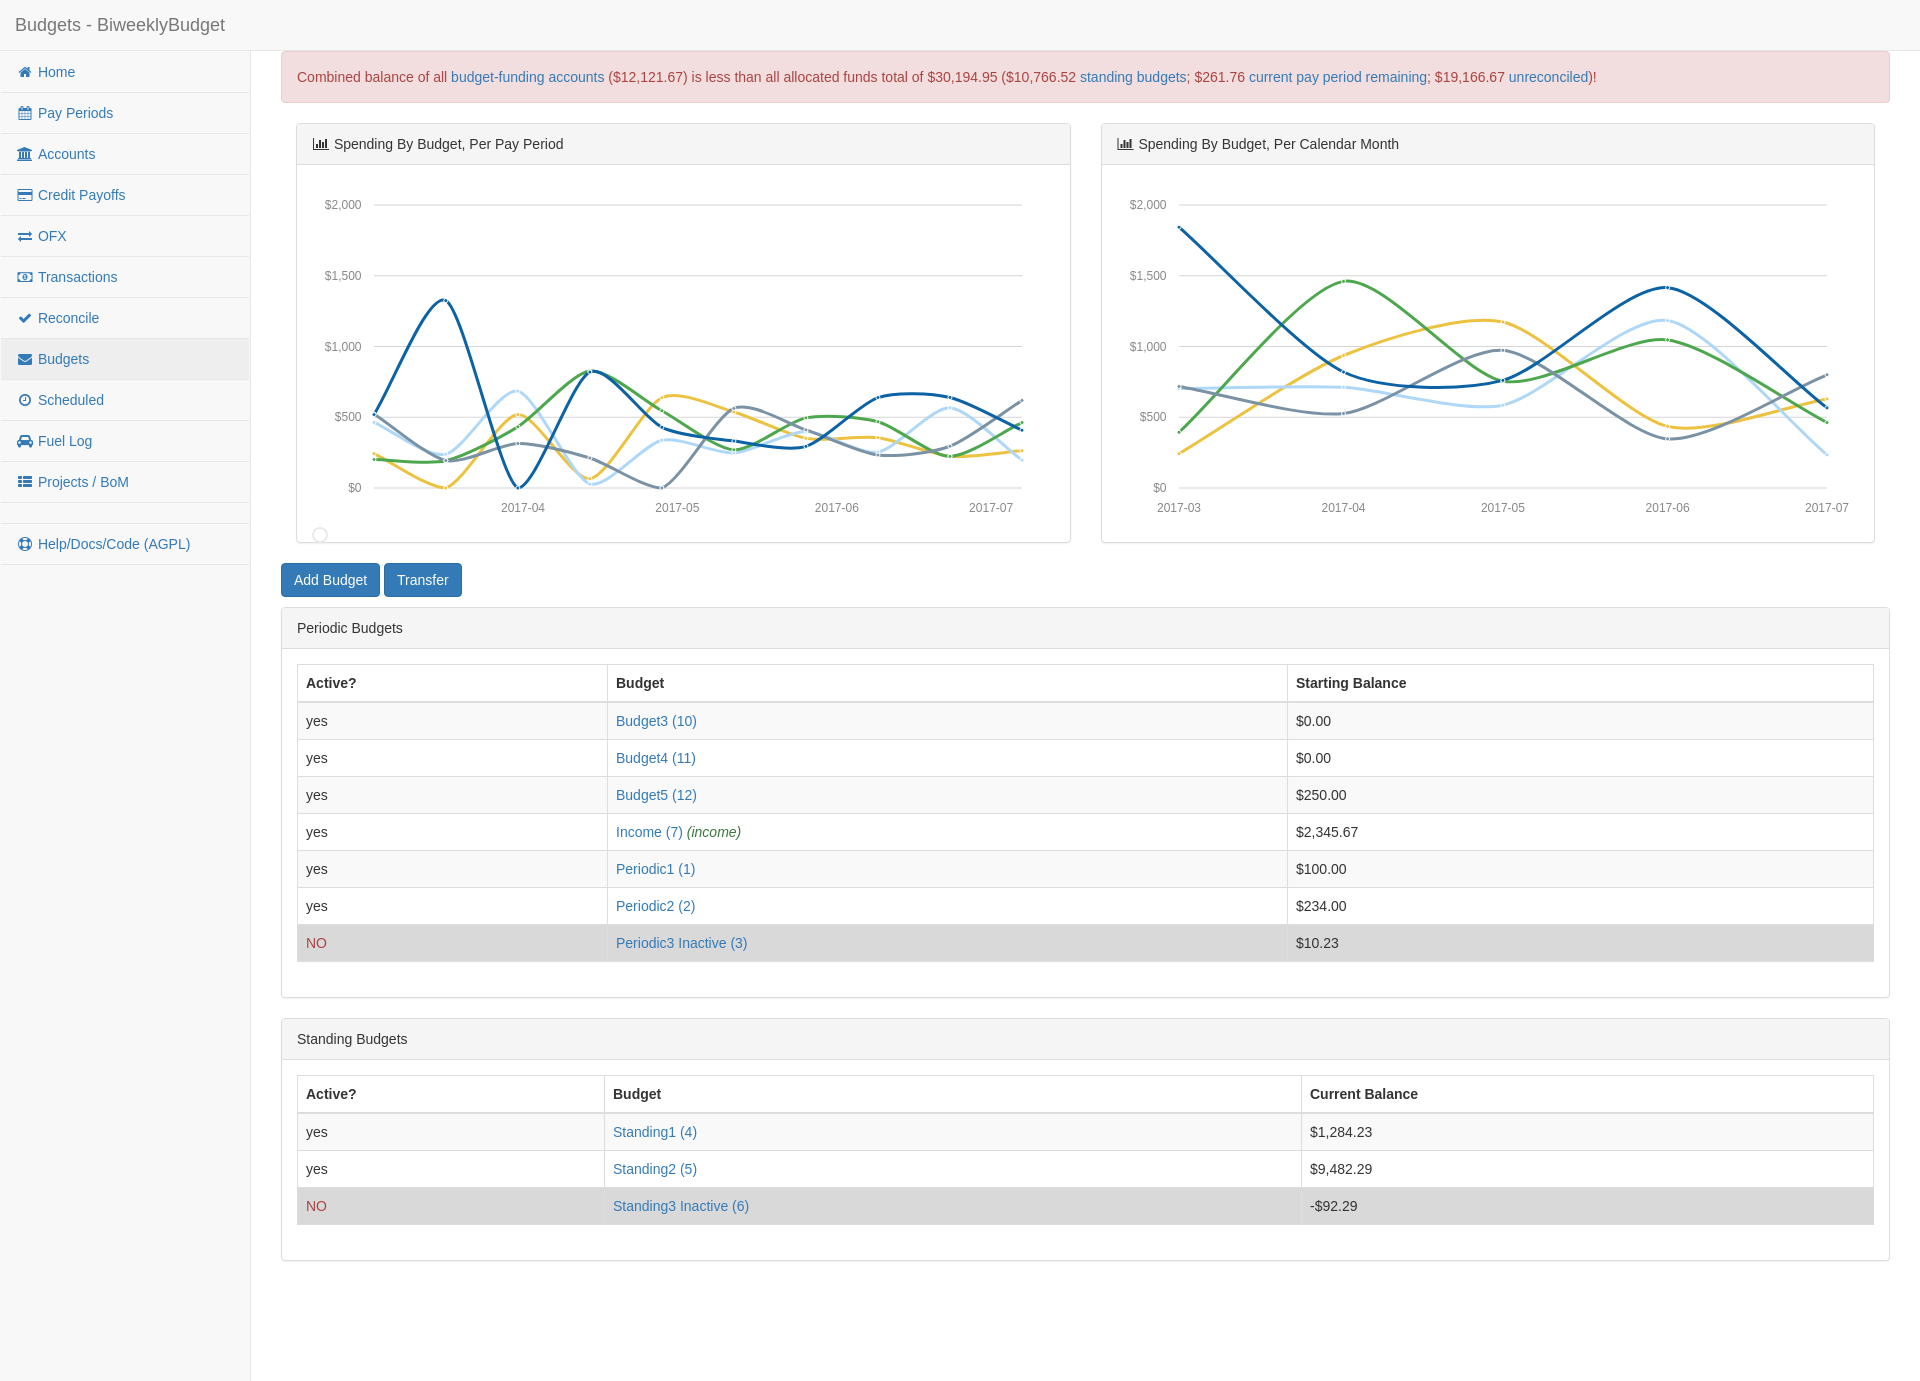 Budgets - BiweeklyBudget
Home
Pay Periods
Accounts
Credit Payoffs
OFX
Transactions
Reconcile
Budgets
Scheduled
Fuel Log
Projects / BoM
Help/Docs/Code (AGPL)
Combined balance of all budget-funding accounts ($12,121.67) is less than all allocated funds total of $30,194.95 ($10,766.52 standing budgets; $261.76 current pay period remaining; $19,166.67 unreconciled)!
Spending By Budget, Per Pay Period
$2,000
$1,500
$1,000
$500
$0
2017-04 2017-05 2017-06 2017-07
Spending By Budget, Per Calendar Month
$2,000
$1,500
$1,000
$500
$0
2017-03 2017-04 2017-05 2017-06 2017-07
Add Budget Transfer
Periodic Budgets
Active? Budget Starting Balance
yes Budget3 (10) $0.00
yes Budget4 (11) $0.00
yes Budget5 (12) $250.00
yes Income (7) (income) $2,345.67
yes Periodic1 (1) $100.00
yes Periodic2 (2) $234.00
NO Periodic3 Inactive (3) $10.23
Standing Budgets
Active? Budget Current Balance
yes Standing1 (4) $1,284.23
yes Standing2 (5) $9,482.29
NO Standing3 Inactive (6) -$92.29